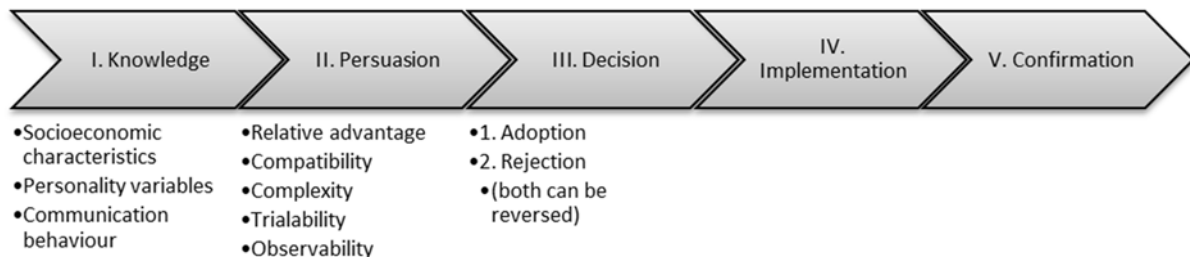 I. Knowledge
II. Persuasion
III. Decision
IV.
Implementation
V. Confirmation
•Socioeconomic
characteristics
•Personality variables
•Communication
behaviour
•Relative advantage
•Compatibility
•Complexity
•Trialability
•Observability
•1. Adoption
•2. Rejection
•(both can be
reversed)